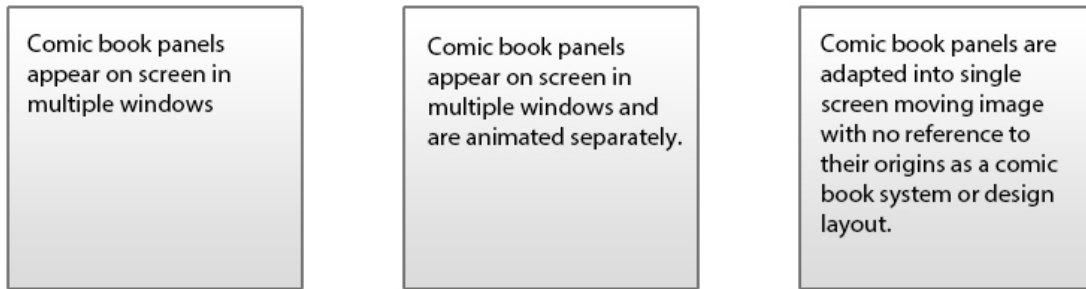 Comic book panels
appear on screen in
multiple windows
Comic book panels
appear on screen in
multiple windows and
are animated separately.
Comic book panels are
adapted into single
screen moving image
with no reference to
their origins as a comic
book system or design
layout.